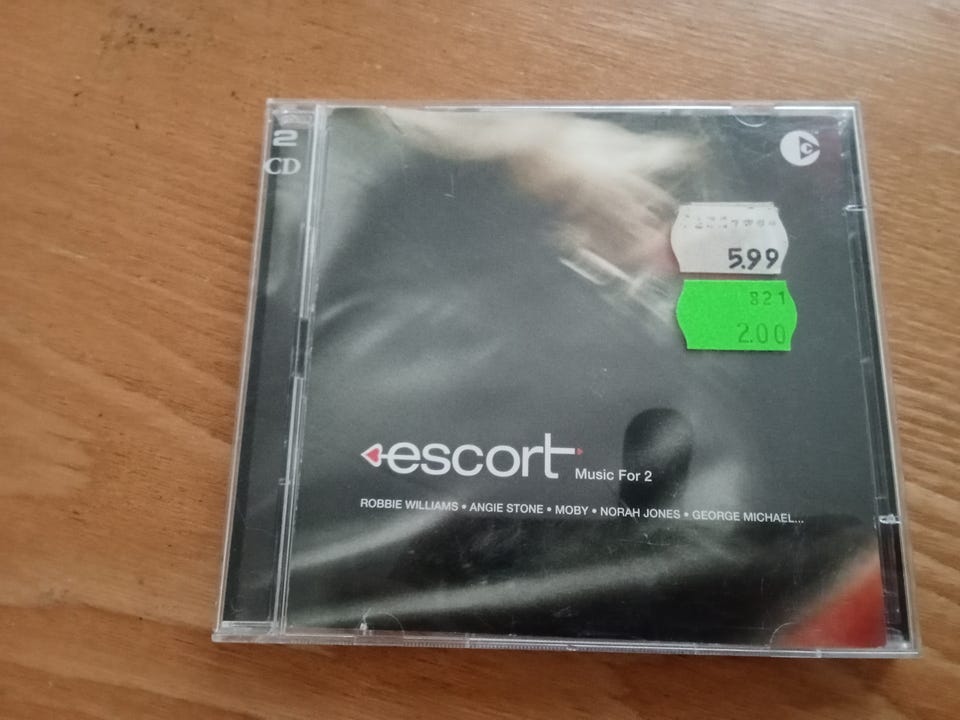 2
CD
5.99
821
2.00
escort
Music For 2
ROBBIE WILLIAMS • ANGIE STONE • MOBY • NORAH JONES • GEORGE MICHAEL...